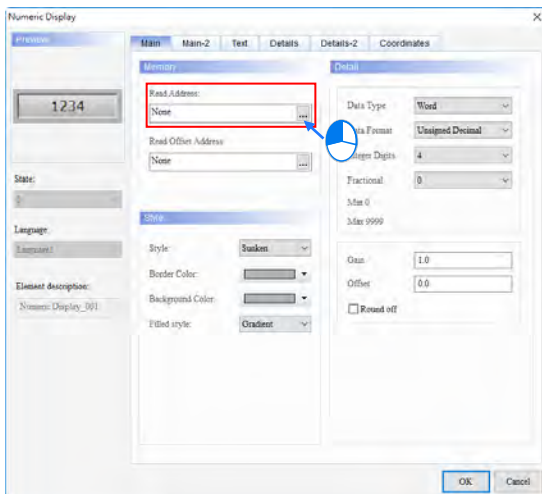 Numeric Display
Preview
1234
State:
0
Language:
Language1
Element description:
Numeric Display_001
Main Main-2 Text Details Details-2 Coordinates
Memory
Read Address:
None
...
Read Offset Address
None
...
Style
Style: Sunken
Border Color:
Background Color
Filled style: Gradient
Detail
Data Type Word
Data Format Unsigned Decimal
Integer Digits 4
Fractional 0
Min 0
Max 9999
Gain 1.0
Offset 0.0
Round off
OK Cancel